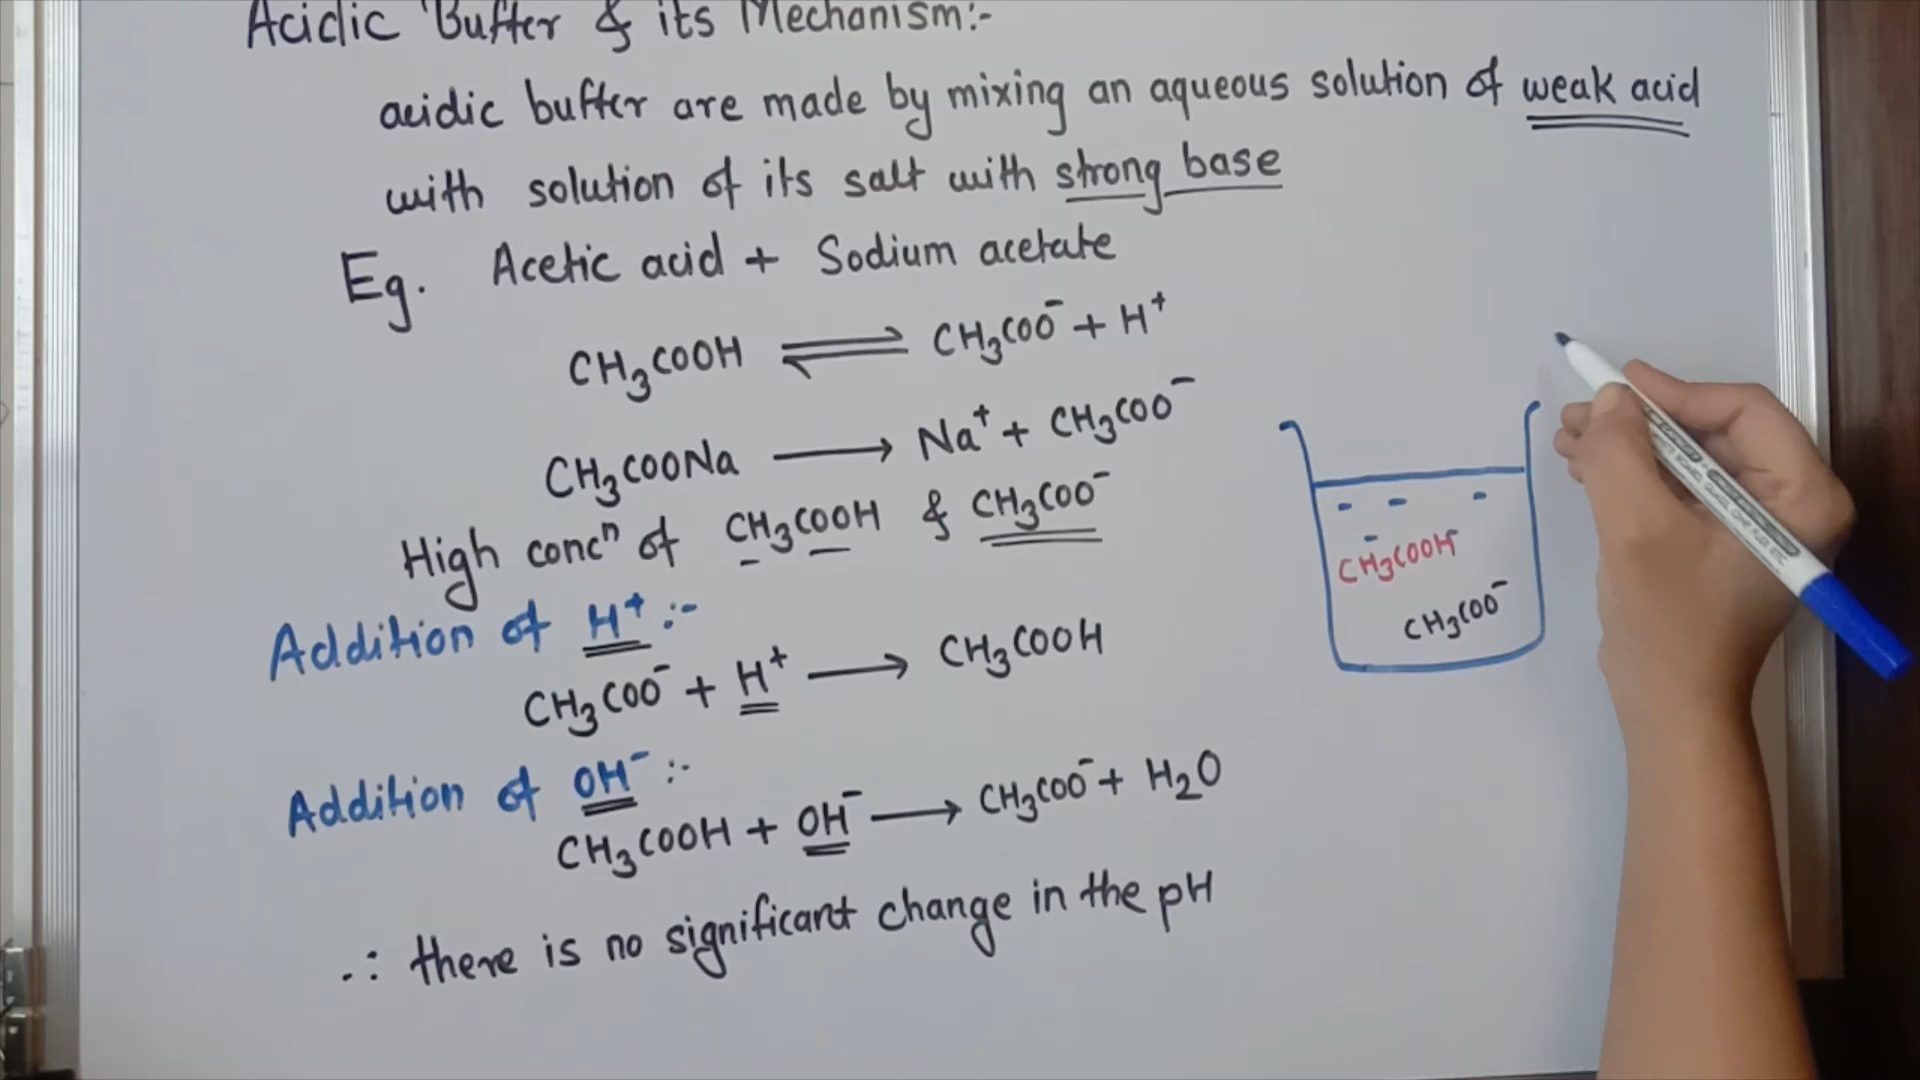 Acidic Buffer & its Mechanism:-
acidic buffer are made by mixing an aqueous solution of weak acid
with solution of its salt with strong base
Eg. Acetic acid + Sodium acetate
CH₃COOH ⇌ CH₃COO⁻ + H⁺
CH₃COONa ⟶ Na⁺ + CH₃COO⁻
High concⁿ of CH₃COOH & CH₃COO⁻
Addition of H⁺ :-
CH₃COO⁻ + H⁺ ⟶ CH₃COOH
Addition of OH⁻ :-
CH₃COOH + OH⁻ ⟶ CH₃COO⁻ + H₂O
∴ there is no significant change in the pH
CH₃COOH
CH₃COO⁻